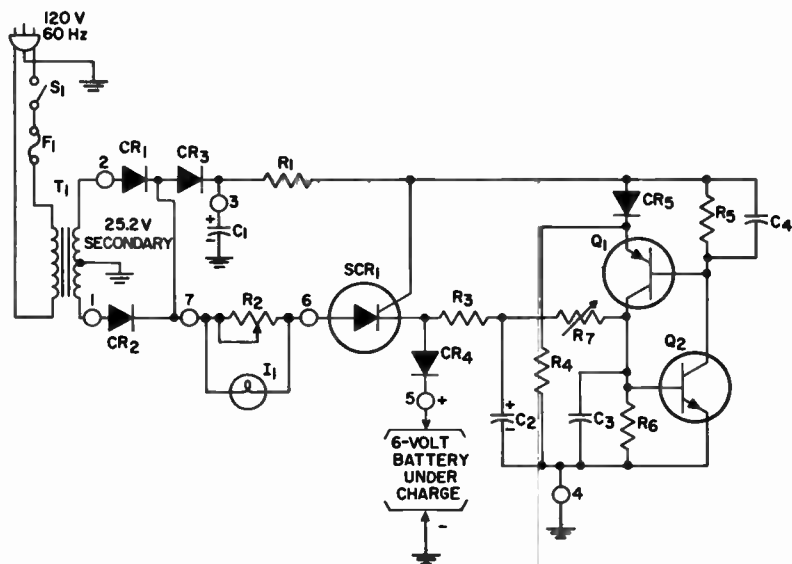 120 V
60 Hz
S1
F1
T1
2
CR1
CR3
3
+
C1
-
R1
25.2 V
SECONDARY
1
CR2
7
R2
6
I1
SCR1
R3
CR4
5
+
6-VOLT
BATTERY
UNDER
CHARGE
-
+
C2
-
R4
R7
C3
R6
4
CR5
Q1
R5
C4
Q2